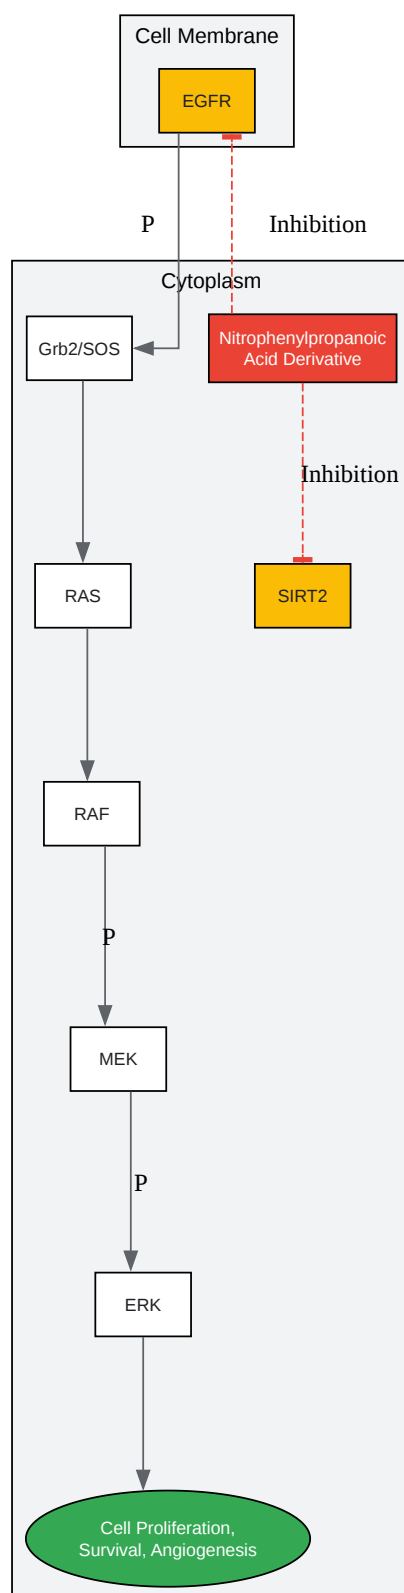 Cell Membrane
EGFR
P
Inhibition
Cytoplasm
Grb2/SOS
Nitrophenylpropanoic
Acid Derivative
Inhibition
RAS
SIRT2
RAF
P
MEK
P
ERK
Cell Proliferation,
Survival, Angiogenesis